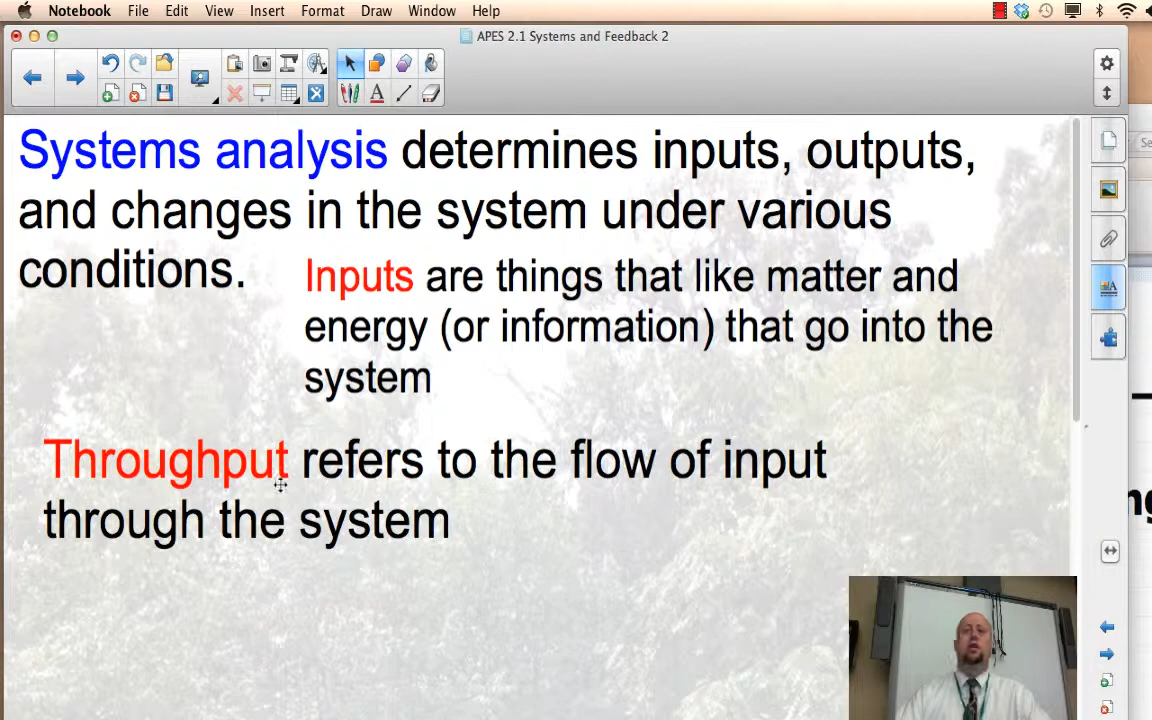 Notebook File Edit View Insert Format Draw Window Help
APES 2.1 Systems and Feedback 2
Systems analysis determines inputs, outputs,
and changes in the system under various
conditions.
Inputs are things that like matter and
energy (or information) that go into the
system
Throughput refers to the flow of input
through the system